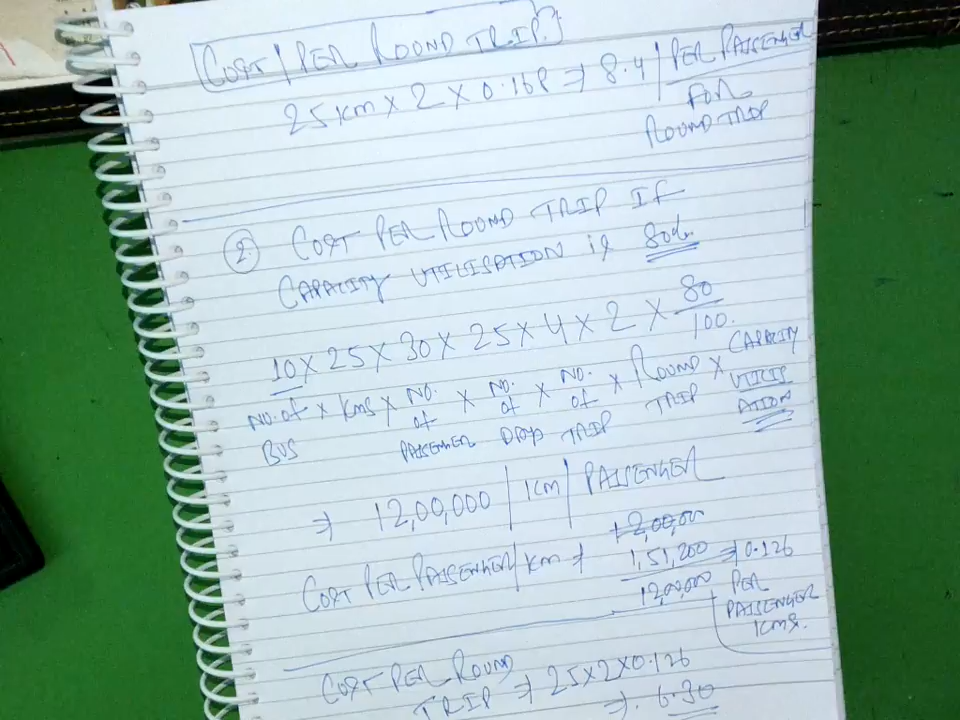 COST/PER ROUND TRIP.
25 Km × 2 × 0.168 ⇒ 8.4/PER PASSENGER
FOR
ROUND TRIP
② COST PER ROUND TRIP IF
CAPACITY UTILISATION is 80%.
10 × 25 × 30 × 25 × 4 × 2 × 80/100.
NO. of BUS × Kms × NO. of PASSENGER × NO. of DROP × NO. of TRIP × ROUND TRIP × CAPACITY UTILISATION
⇒ 12,00,000 / KM / PASSENGER
12,00,000
COST PER PASSENGER/KM ⇒ 1,51,200/12,00,000 ⇒ 0.126
PER
PASSENGER
KMs.
COST PER ROUND
TRIP ⇒ 25 × 2 × 0.126
⇒ 6.30